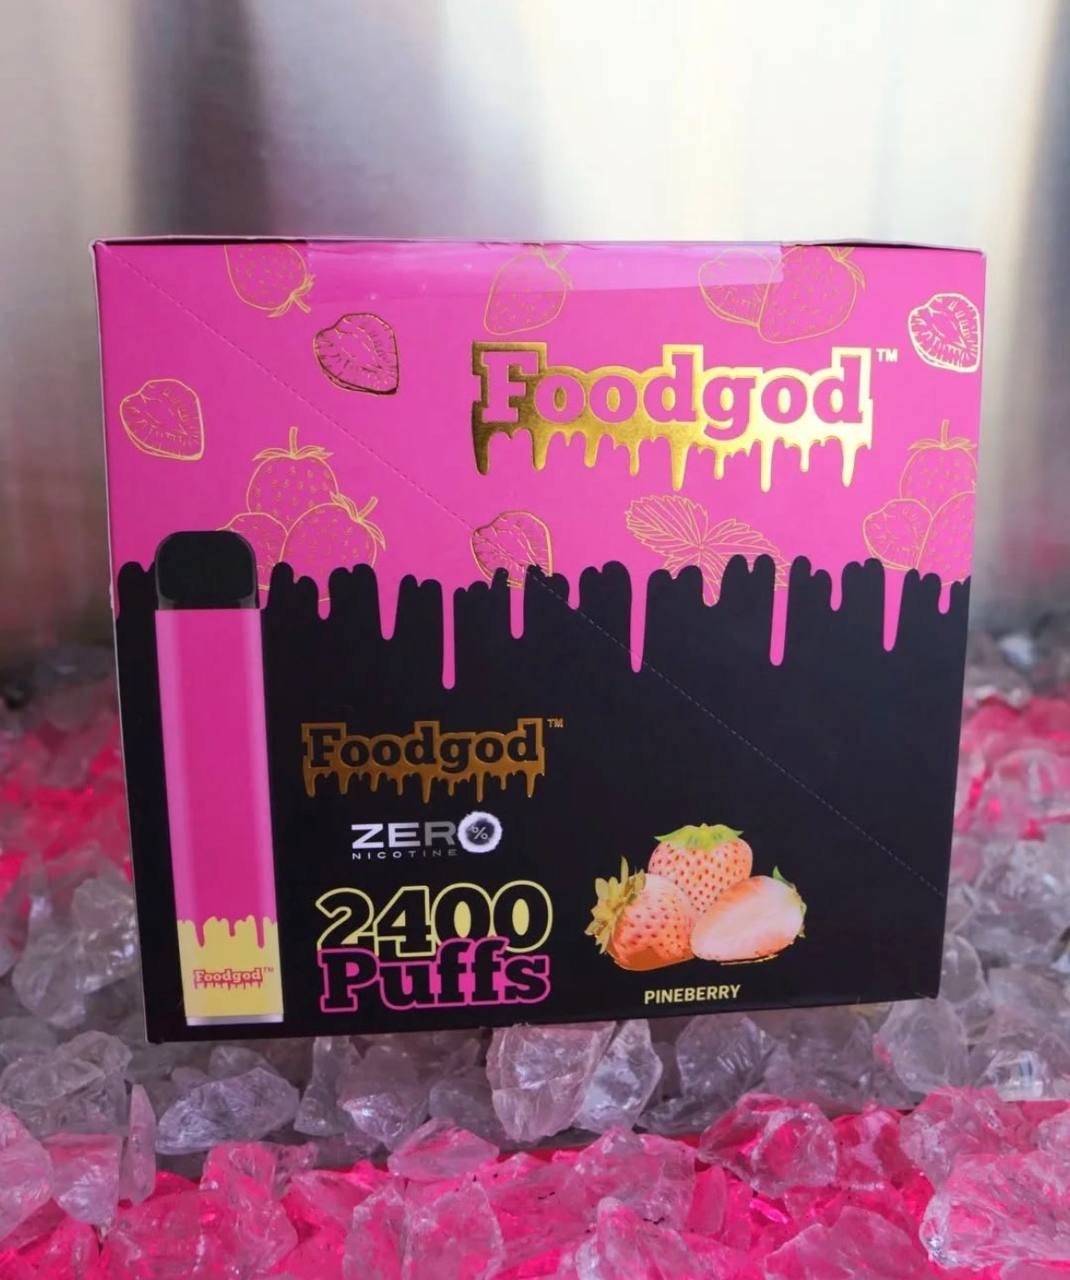 Foodgod™
Foodgod™
ZERO%
NICOTINE
2400
Puffs
Foodgod™
PINEBERRY